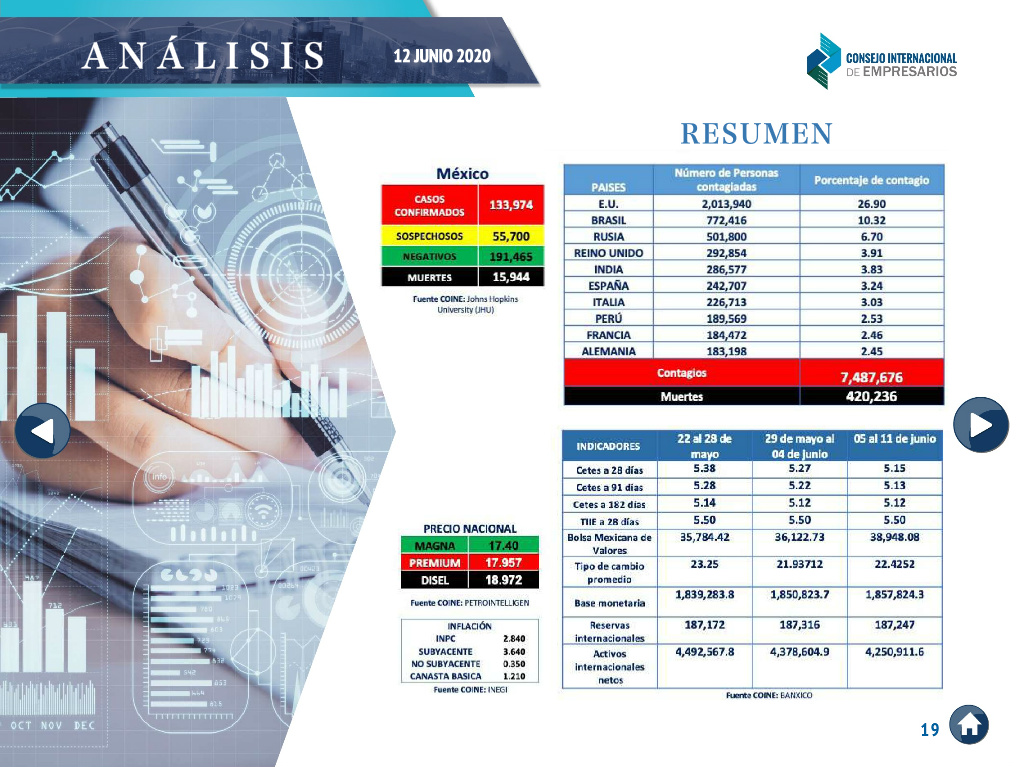 ANÁLISIS
12 JUNIO 2020
CONSEJO INTERNACIONAL
DE EMPRESARIOS
RESUMEN
México
CASOS CONFIRMADOS 133,974
SOSPECHOSOS 55,700
NEGATIVOS 191,465
MUERTES 15,944
Fuente COINE: Johns Hopkins
University (JHU)
PAISES Número de Personas contagiadas Porcentaje de contagio
E.U. 2,013,940 26.90
BRASIL 772,416 10.32
RUSIA 501,800 6.70
REINO UNIDO 292,854 3.91
INDIA 286,577 3.83
ESPAÑA 242,707 3.24
ITALIA 226,713 3.03
PERÚ 189,569 2.53
FRANCIA 184,472 2.46
ALEMANIA 183,198 2.45
Contagios 7,487,676
Muertes 420,236
INDICADORES 22 al 28 de mayo 29 de mayo al 04 de junio 05 al 11 de junio
Cetes a 28 días 5.38 5.27 5.15
Cetes a 91 días 5.28 5.22 5.13
Cetes a 182 días 5.14 5.12 5.12
TIIE a 28 días 5.50 5.50 5.50
Bolsa Mexicana de Valores 35,784.42 36,122.73 38,948.08
Tipo de cambio promedio 23.25 21.93712 22.4252
Base monetaria 1,839,283.8 1,850,823.7 1,857,824.3
Reservas internacionales 187,172 187,316 187,247
Activos internacionales netos 4,492,567.8 4,378,604.9 4,250,911.6
Fuente COINE: BANXICO
PRECIO NACIONAL
MAGNA 17.40
PREMIUM 17.957
DISEL 18.972
Fuente COINE: PETROINTELLIGEN
INFLACIÓN
INPC 2.840
SUBYACENTE 3.640
NO SUBYACENTE 0.350
CANASTA BASICA 1.210
Fuente COINE: INEGI
info
712
OCT NOV DEC
19